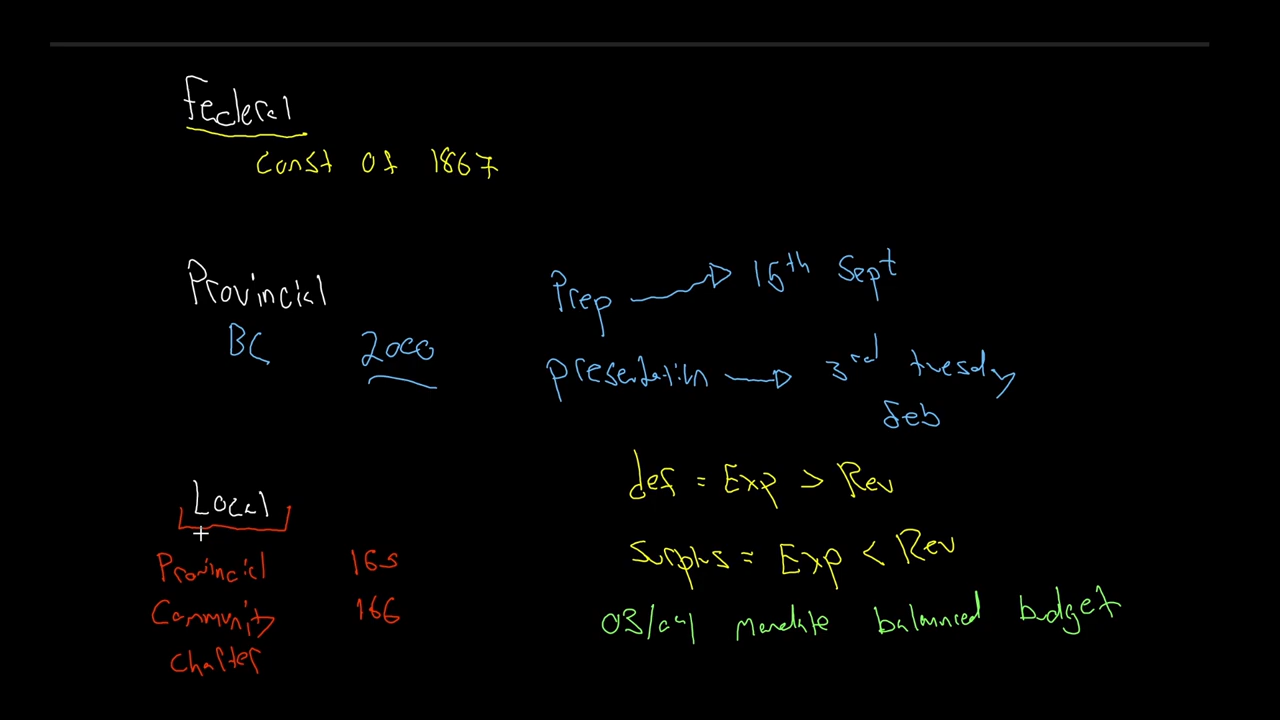 Federal
Const of 1867
Provincial
BC 2000
Prep → 15th Sept
presentation → 3rd tuesday
feb
def = Exp > Rev
surplus = Exp < Rev
03/04 mandate balanced budget
Local
Provincial 165
Community 166
Charter